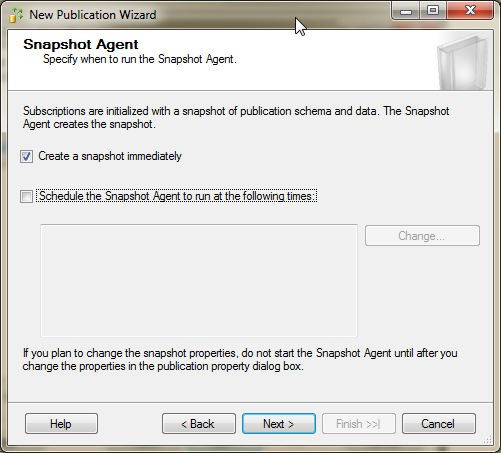 New Publication Wizard
Snapshot Agent
Specify when to run the Snapshot Agent.
Subscriptions are initialized with a snapshot of publication schema and data. The Snapshot
Agent creates the snapshot.
Create a snapshot immediately
Schedule the Snapshot Agent to run at the following times:
Change...
If you plan to change the snapshot properties, do not start the Snapshot Agent until after you
change the properties in the publication property dialog box.
Help
< Back
Next >
Finish >>|
Cancel